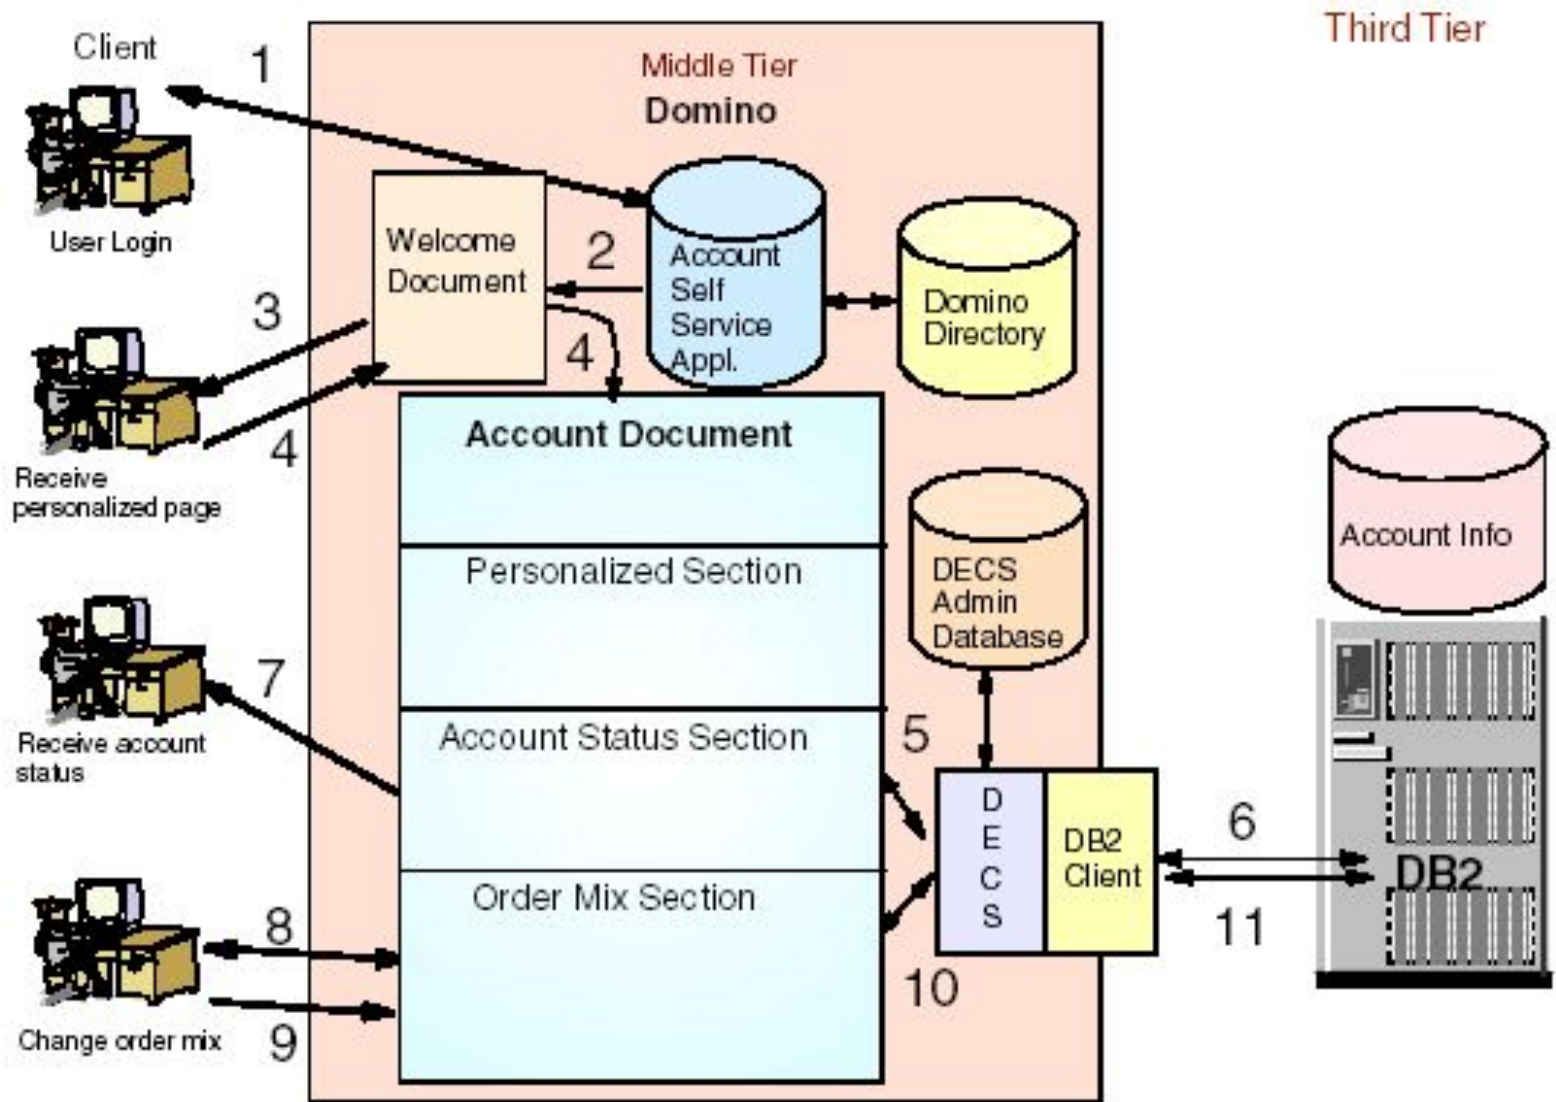 Third Tier
Client
1
Middle Tier
Domino
User Login
Welcome
Document
2
Account
Self
Service
Appl.
Domino
Directory
3
4
4
Receive
personalized page
Account Document
Personalized Section
DECS
Admin
Database
Account Info
7
Receive account
status
Account Status Section
5
D
E
C
S
DB2
Client
6
DB2
11
Order Mix Section
8
10
9
Change order mix